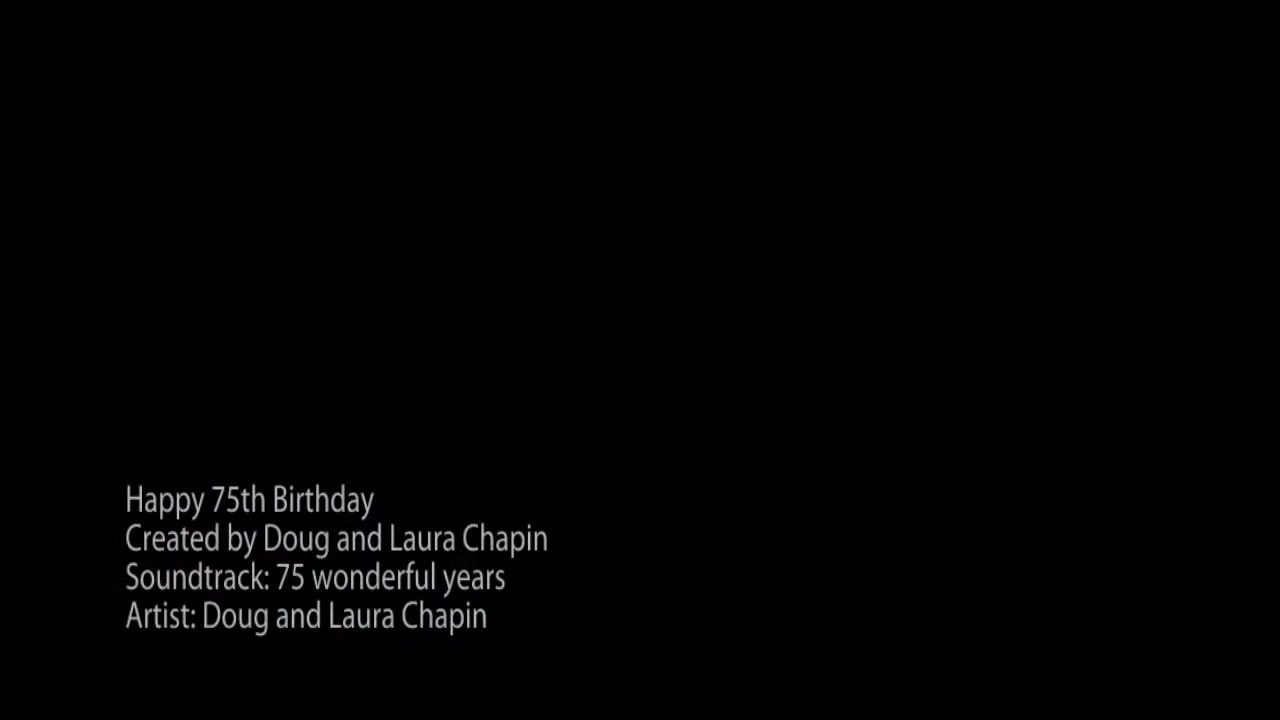 Happy 75th Birthday
Created by Doug and Laura Chapin
Soundtrack: 75 wonderful years
Artist: Doug and Laura Chapin